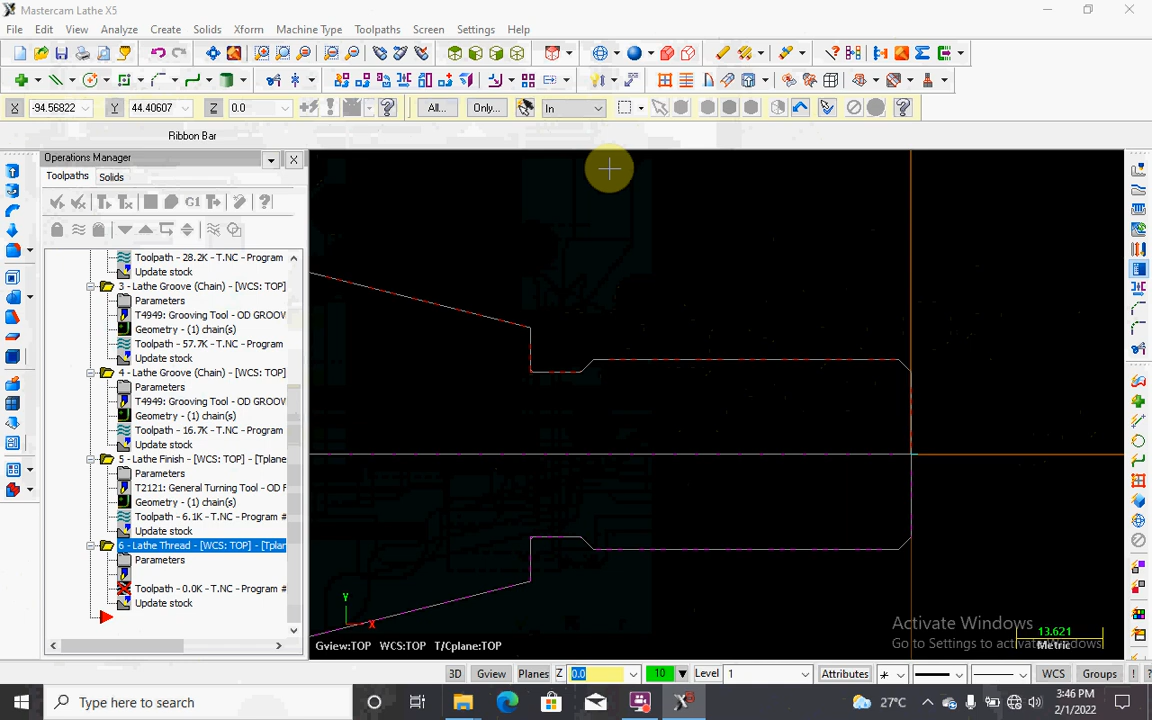 Mastercam Lathe X5
File Edit View Analyze Create Solids Xform Machine Type Toolpaths Screen Settings Help
X -94.56822 Y 44.40607 Z 0.0 All... Only... In
Ribbon Bar
Operations Manager
Toolpaths Solids
G1
Toolpath - 28.2K - T.NC - Program
Update stock
3 - Lathe Groove (Chain) - [WCS: TOP]
Parameters
T4949: Grooving Tool - OD GROOV
Geometry - (1) chain(s)
Toolpath - 57.7K - T.NC - Program
Update stock
4 - Lathe Groove (Chain) - [WCS: TOP]
Parameters
T4949: Grooving Tool - OD GROOV
Geometry - (1) chain(s)
Toolpath - 16.7K - T.NC - Program
Update stock
5 - Lathe Finish - [WCS: TOP] - [Tplane
Parameters
T2121: General Turning Tool - OD F
Geometry - (1) chain(s)
Toolpath - 6.1K - T.NC - Program #
Update stock
6 - Lathe Thread - [WCS: TOP] - [Tplan
Parameters
Toolpath - 0.0K - T.NC - Program #
Update stock
Y
X
Gview:TOP WCS:TOP T/Cplane:TOP
Activate Windows
Go to Settings to activate Windows.
13.621
Metric
3D Gview Planes Z 0.0 10 Level 1 Attributes WCS Groups ! ?
Type here to search
27°C
3:46 PM
2/1/2022